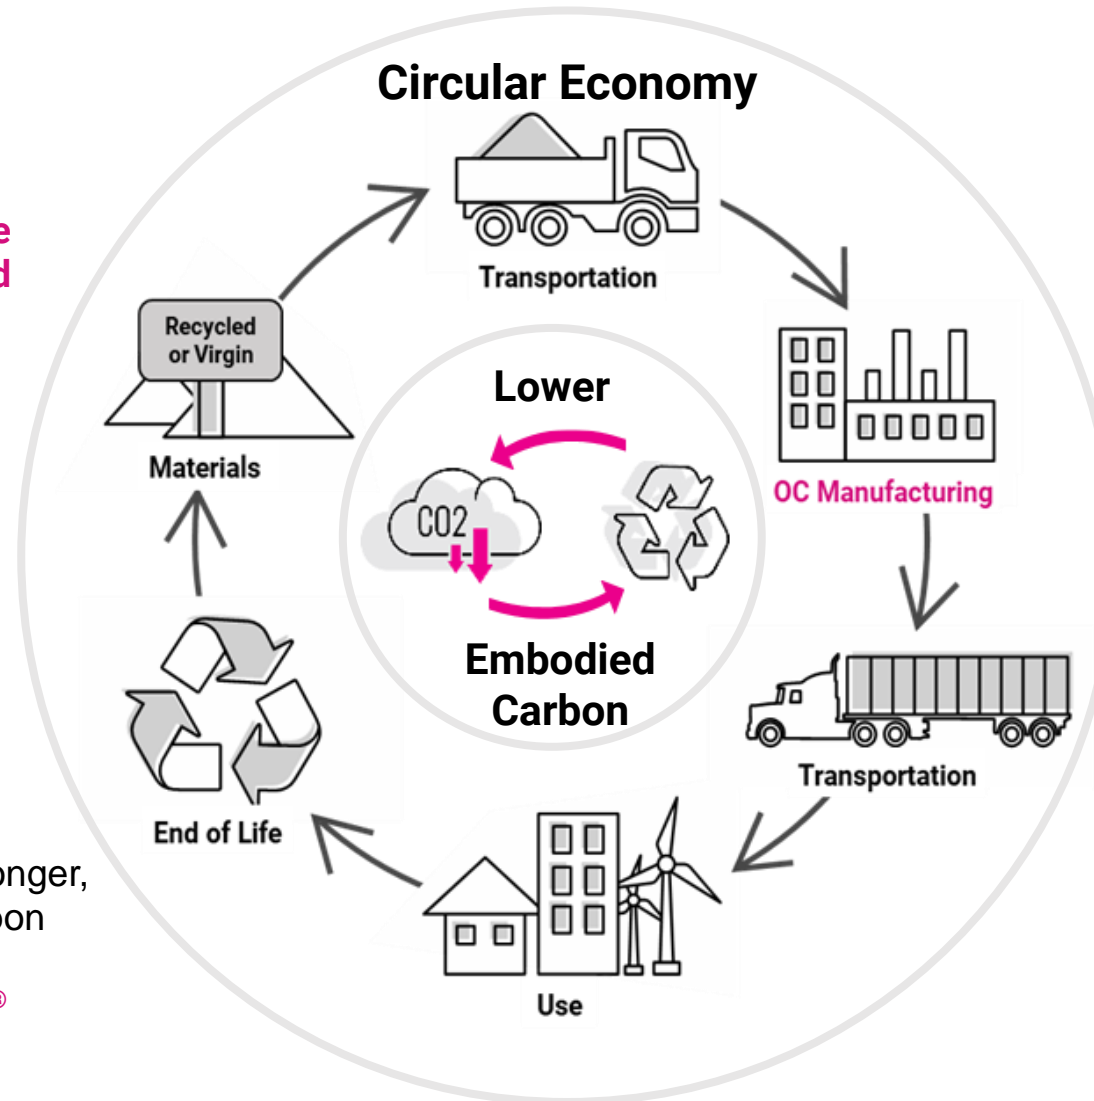 Circular Economy
Transportation
Recycled
or Virgin
Materials
OC Manufacturing
Lower
CO2
Embodied
Carbon
Transportation
End of Life
Use
®